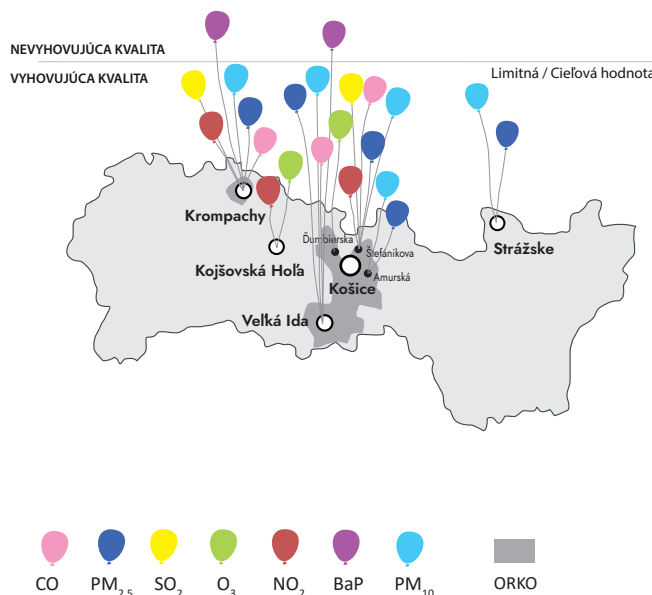 NEVYHOVUJÚCA KVALITA
VYHOVUJÚCA KVALITA
Limitná / Cieľová hodnota
Krompachy
Ďumbierska
Štefánikova
Strážske
Kojšovská Hoľa
Amurská
Košice
Veľká Ida
CO PM2,5 SO2 O3 NO2 BaP PM10 ORKO